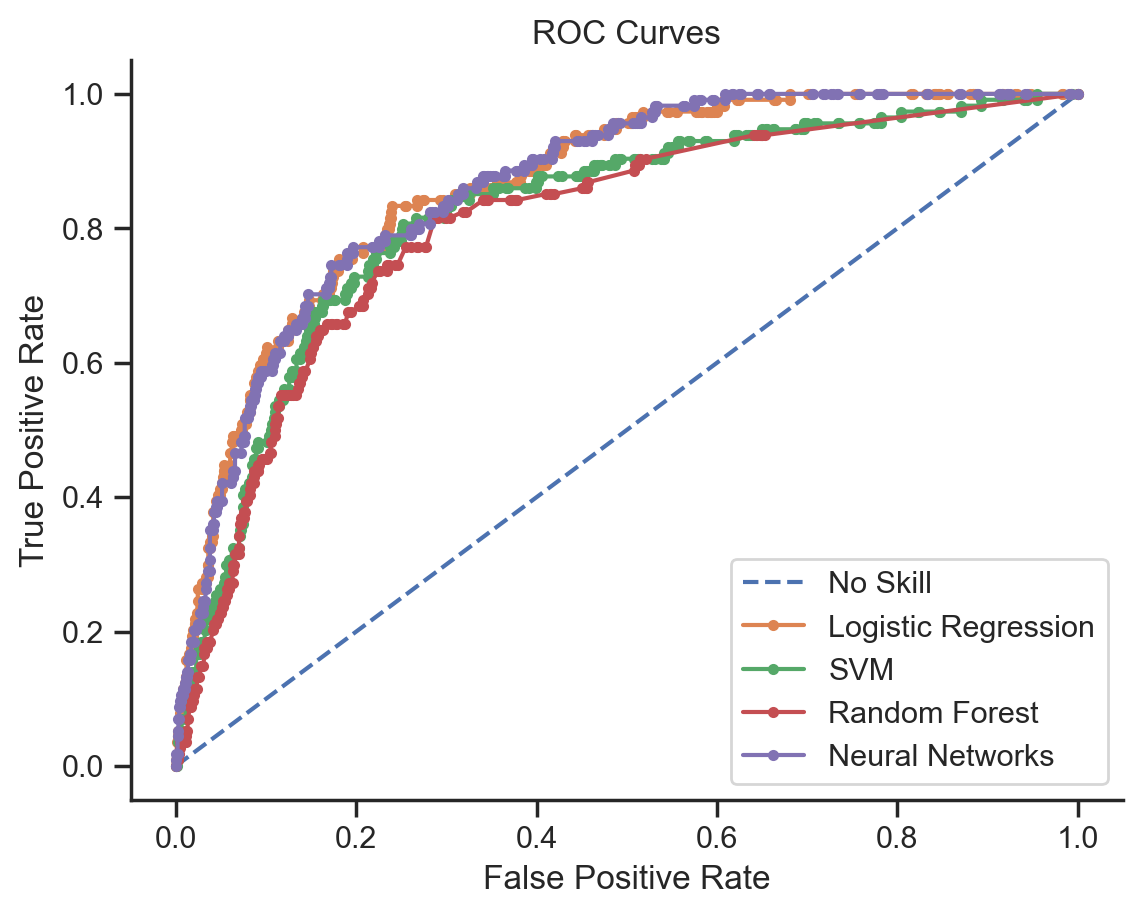 ROC Curves
1.0
0.8
0.6
0.4
0.2
0.0
True Positive Rate
0.0 0.2 0.4 0.6 0.8 1.0
False Positive Rate
No Skill
Logistic Regression
SVM
Random Forest
Neural Networks